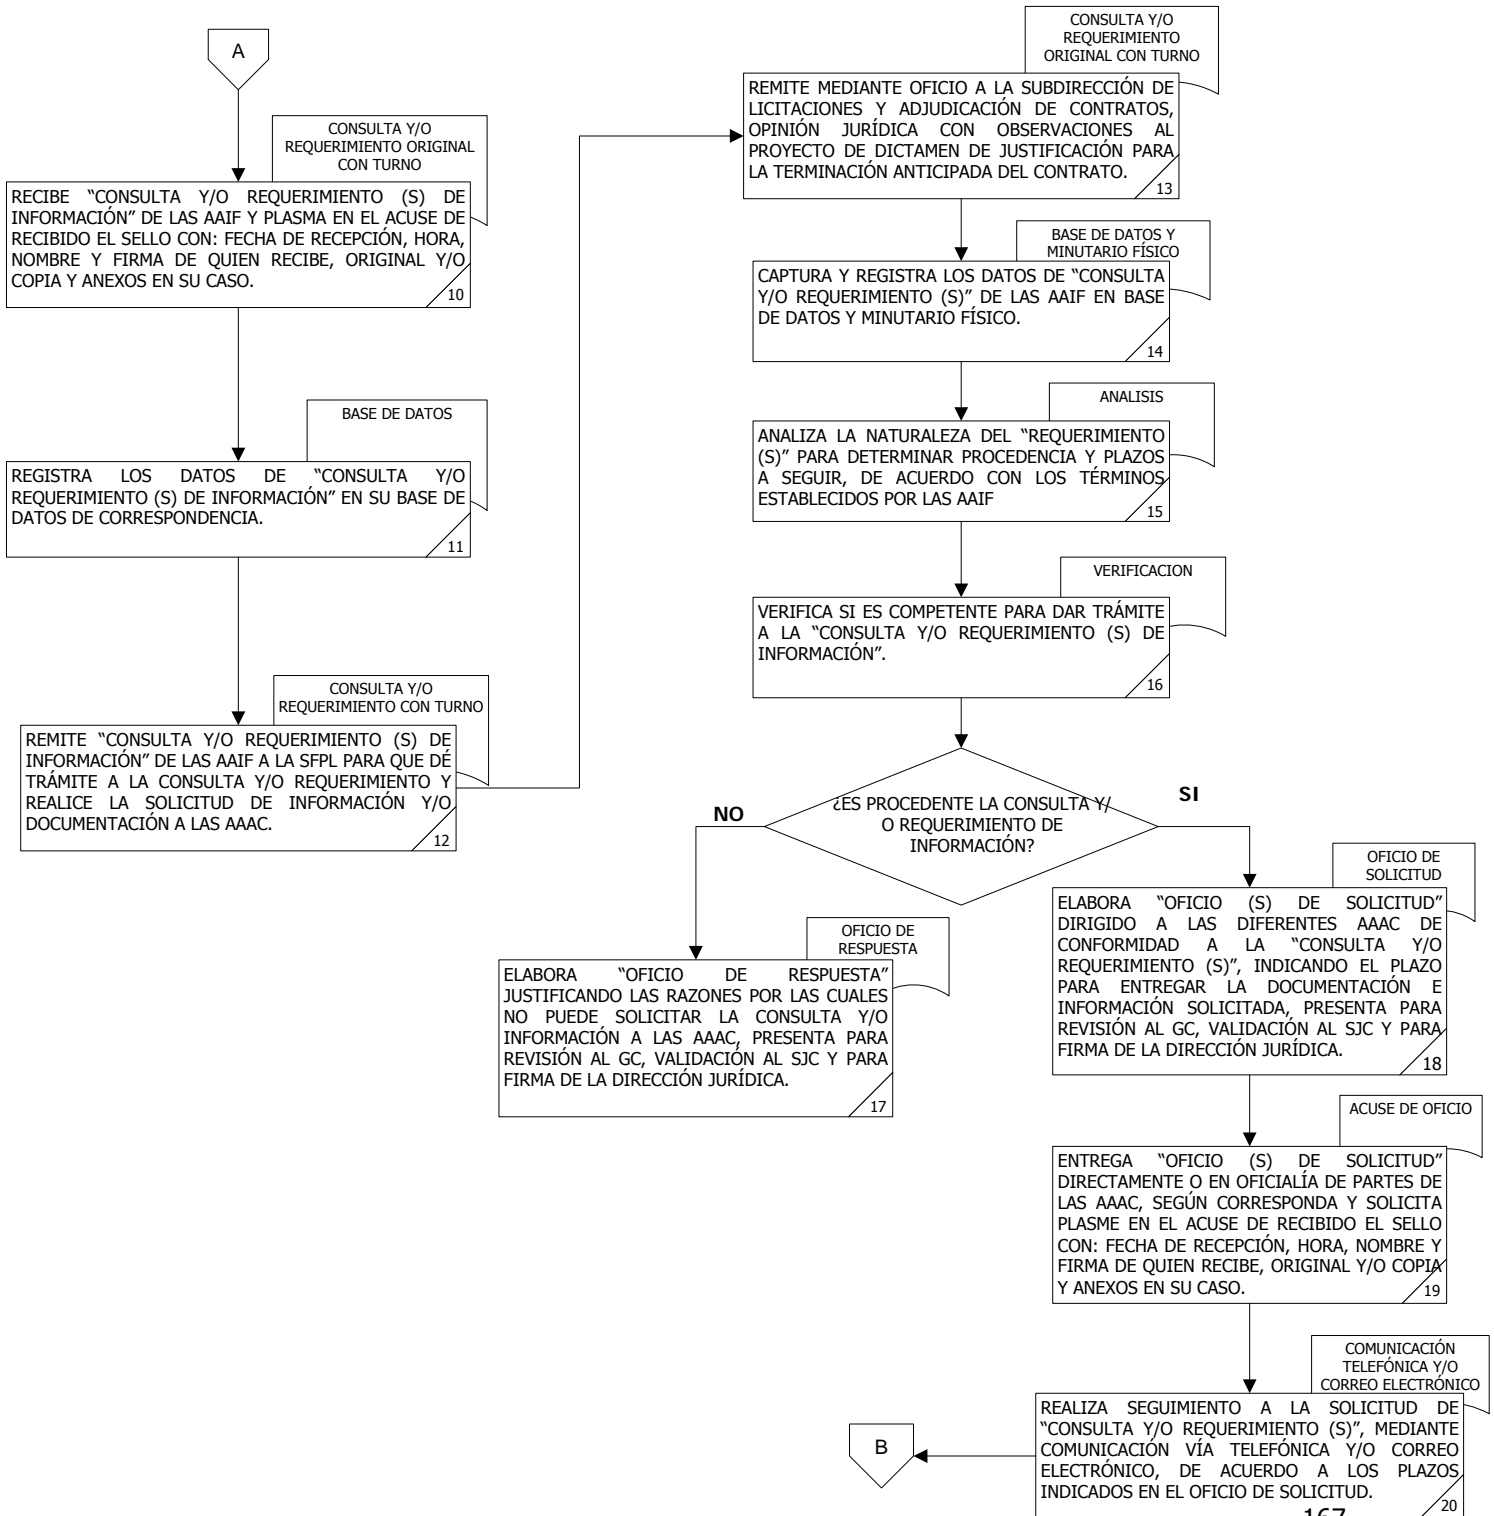 A
CONSULTA Y/O
REQUERIMIENTO ORIGINAL
CON TURNO
RECIBE “CONSULTA Y/O REQUERIMIENTO (S) DE
INFORMACIÓN” DE LAS AAIF Y PLASMA EN EL ACUSE DE
RECIBIDO EL SELLO CON: FECHA DE RECEPCIÓN, HORA,
NOMBRE Y FIRMA DE QUIEN RECIBE, ORIGINAL Y/O
COPIA Y ANEXOS EN SU CASO.
10
BASE DE DATOS
REGISTRA LOS DATOS DE “CONSULTA Y/O
REQUERIMIENTO (S) DE INFORMACIÓN” EN SU BASE DE
DATOS DE CORRESPONDENCIA.
11
CONSULTA Y/O
REQUERIMIENTO CON TURNO
REMITE “CONSULTA Y/O REQUERIMIENTO (S) DE
INFORMACIÓN” DE LAS AAIF A LA SFPL PARA QUE DÉ
TRÁMITE A LA CONSULTA Y/O REQUERIMIENTO Y
REALICE LA SOLICITUD DE INFORMACIÓN Y/O
DOCUMENTACIÓN A LAS AAAC.
12
CONSULTA Y/O
REQUERIMIENTO
ORIGINAL CON TURNO
REMITE MEDIANTE OFICIO A LA SUBDIRECCIÓN DE
LICITACIONES Y ADJUDICACIÓN DE CONTRATOS,
OPINIÓN JURÍDICA CON OBSERVACIONES AL
PROYECTO DE DICTAMEN DE JUSTIFICACIÓN PARA
LA TERMINACIÓN ANTICIPADA DEL CONTRATO.
13
BASE DE DATOS Y
MINUTARIO FÍSICO
CAPTURA Y REGISTRA LOS DATOS DE “CONSULTA
Y/O REQUERIMIENTO (S)” DE LAS AAIF EN BASE
DE DATOS Y MINUTARIO FÍSICO.
14
ANALISIS
ANALIZA LA NATURALEZA DEL “REQUERIMIENTO
(S)” PARA DETERMINAR PROCEDENCIA Y PLAZOS
A SEGUIR, DE ACUERDO CON LOS TÉRMINOS
ESTABLECIDOS POR LAS AAIF
15
VERIFICACION
VERIFICA SI ES COMPETENTE PARA DAR TRÁMITE
A LA “CONSULTA Y/O REQUERIMIENTO (S) DE
INFORMACIÓN”.
16
¿ES PROCEDENTE LA CONSULTA Y/
O REQUERIMIENTO DE
INFORMACIÓN?
NO
SI
OFICIO DE
RESPUESTA
ELABORA “OFICIO DE RESPUESTA”
JUSTIFICANDO LAS RAZONES POR LAS CUALES
NO PUEDE SOLICITAR LA CONSULTA Y/O
INFORMACIÓN A LAS AAAC, PRESENTA PARA
REVISIÓN AL GC, VALIDACIÓN AL SJC Y PARA
FIRMA DE LA DIRECCIÓN JURÍDICA.
17
OFICIO DE
SOLICITUD
ELABORA “OFICIO (S) DE SOLICITUD”
DIRIGIDO A LAS DIFERENTES AAAC DE
CONFORMIDAD A LA “CONSULTA Y/O
REQUERIMIENTO (S)”, INDICANDO EL PLAZO
PARA ENTREGAR LA DOCUMENTACIÓN E
INFORMACIÓN SOLICITADA, PRESENTA PARA
REVISIÓN AL GC, VALIDACIÓN AL SJC Y PARA
FIRMA DE LA DIRECCIÓN JURÍDICA.
18
ACUSE DE OFICIO
ENTREGA “OFICIO (S) DE SOLICITUD”
DIRECTAMENTE O EN OFICIALÍA DE PARTES DE
LAS AAAC, SEGÚN CORRESPONDA Y SOLICITA
PLASME EN EL ACUSE DE RECIBIDO EL SELLO
CON: FECHA DE RECEPCIÓN, HORA, NOMBRE Y
FIRMA DE QUIEN RECIBE, ORIGINAL Y/O COPIA
Y ANEXOS EN SU CASO.
19
COMUNICACIÓN
TELEFÓNICA Y/O
CORREO ELECTRÓNICO
REALIZA SEGUIMIENTO A LA SOLICITUD DE
“CONSULTA Y/O REQUERIMIENTO (S)”, MEDIANTE
COMUNICACIÓN VÍA TELEFÓNICA Y/O CORREO
ELECTRÓNICO, DE ACUERDO A LOS PLAZOS
INDICADOS EN EL OFICIO DE SOLICITUD.
20
B
167